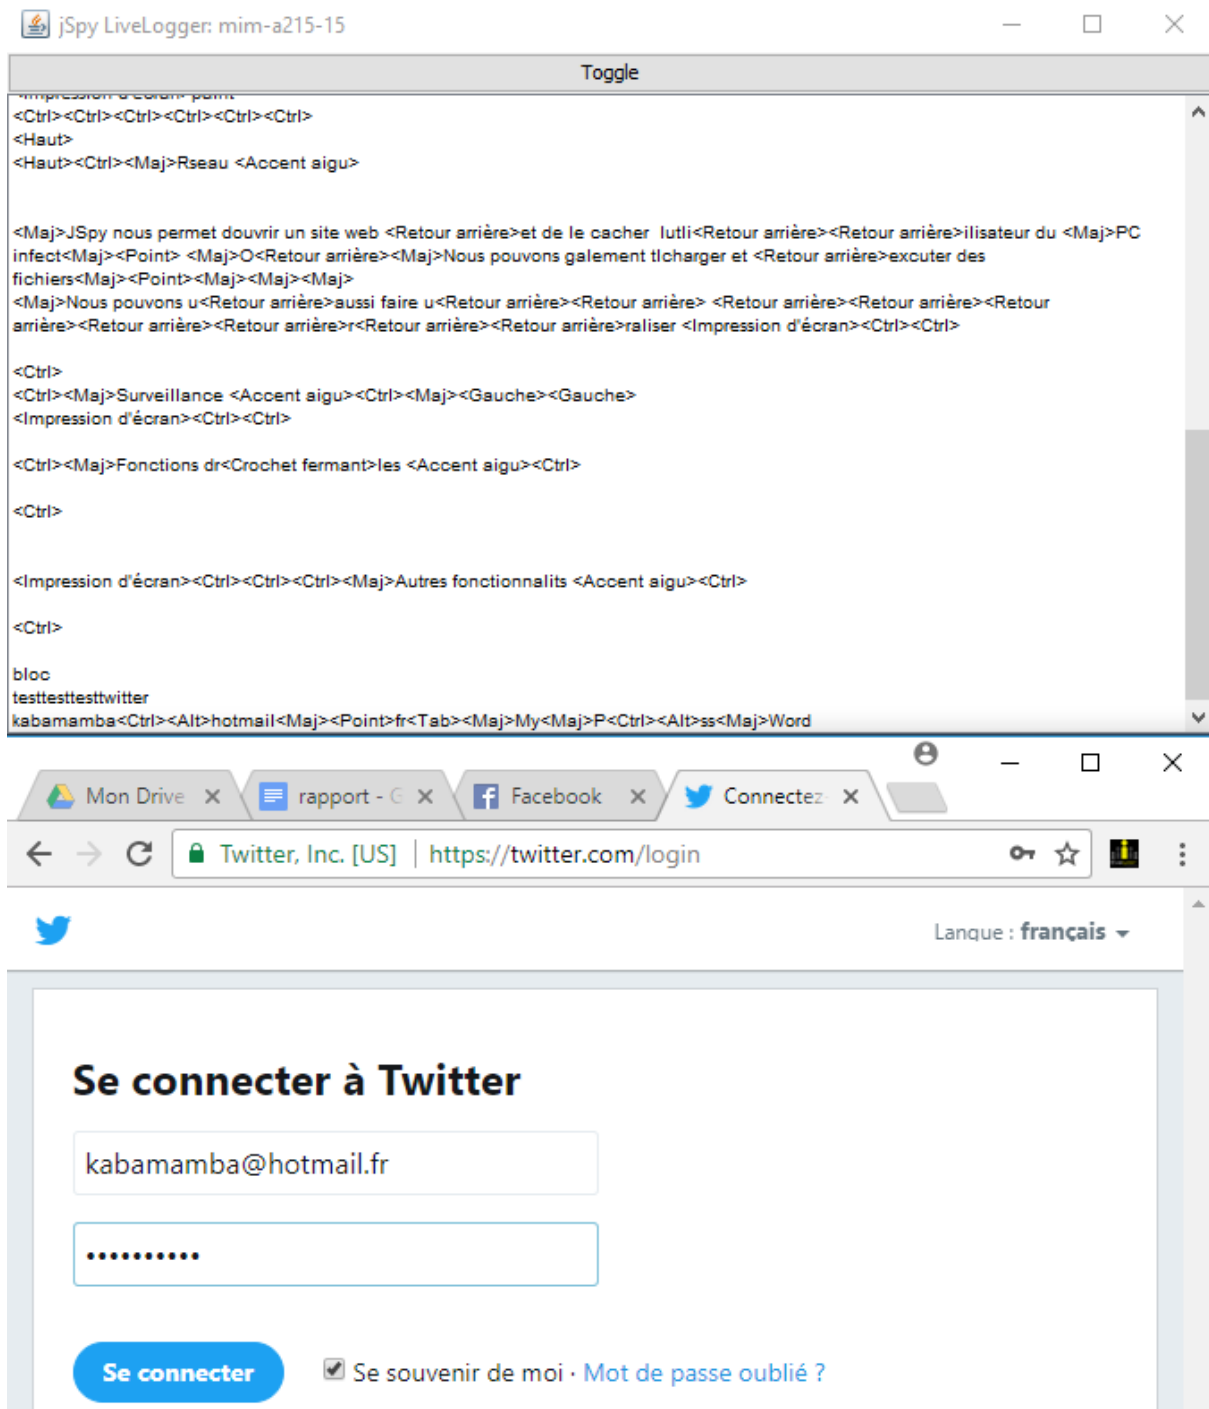 jSpy LiveLogger: mim-a215-15
Toggle
<Impression d'écran> paint
<Ctrl><Ctrl><Ctrl><Ctrl><Ctrl><Ctrl>
<Haut>
<Haut><Ctrl><Maj>Rseau <Accent aigu>
<Maj>JSpy nous permet douvrir un site web <Retour arrière>et de le cacher  lutli<Retour arrière><Retour arrière>ilisateur du <Maj>PC
infect<Maj><Point> <Maj>O<Retour arrière><Maj>Nous pouvons galement tlcharger et <Retour arrière>excuter des
fichiers<Maj><Point><Maj><Maj><Maj>
<Maj>Nous pouvons u<Retour arrière>aussi faire u<Retour arrière><Retour arrière> <Retour arrière><Retour arrière><Retour
arrière><Retour arrière><Retour arrière>r<Retour arrière><Retour arrière>raliser <Impression d'écran><Ctrl><Ctrl>
<Ctrl>
<Ctrl><Maj>Surveillance <Accent aigu><Ctrl><Maj><Gauche><Gauche>
<Impression d'écran><Ctrl><Ctrl>
<Ctrl><Maj>Fonctions dr<Crochet fermant>les <Accent aigu><Ctrl>
<Ctrl>
<Impression d'écran><Ctrl><Ctrl><Ctrl><Maj>Autres fonctionnalits <Accent aigu><Ctrl>
<Ctrl>
bloc
testtesttesttwitter
kabamamba<Ctrl><Alt>hotmail<Maj><Point>fr<Tab><Maj>My<Maj>P<Ctrl><Alt>ss<Maj>Word
Mon Drive
rapport - G
Facebook
Connectez-
Twitter, Inc. [US] | https://twitter.com/login
Langue : français
Se connecter à Twitter
kabamamba@hotmail.fr
••••••••••
Se connecter
Se souvenir de moi · Mot de passe oublié ?